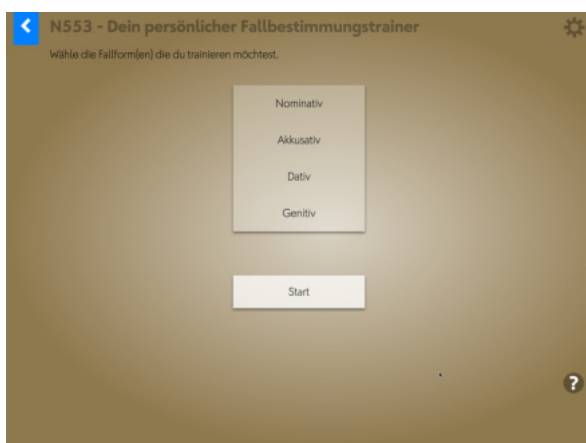 N553 - Dein persönlicher Fallbestimmungstrainer
Wähle die Fallform(en) die du trainieren möchtest.
Nominativ
Akkusativ
Dativ
Genitiv
Start
?